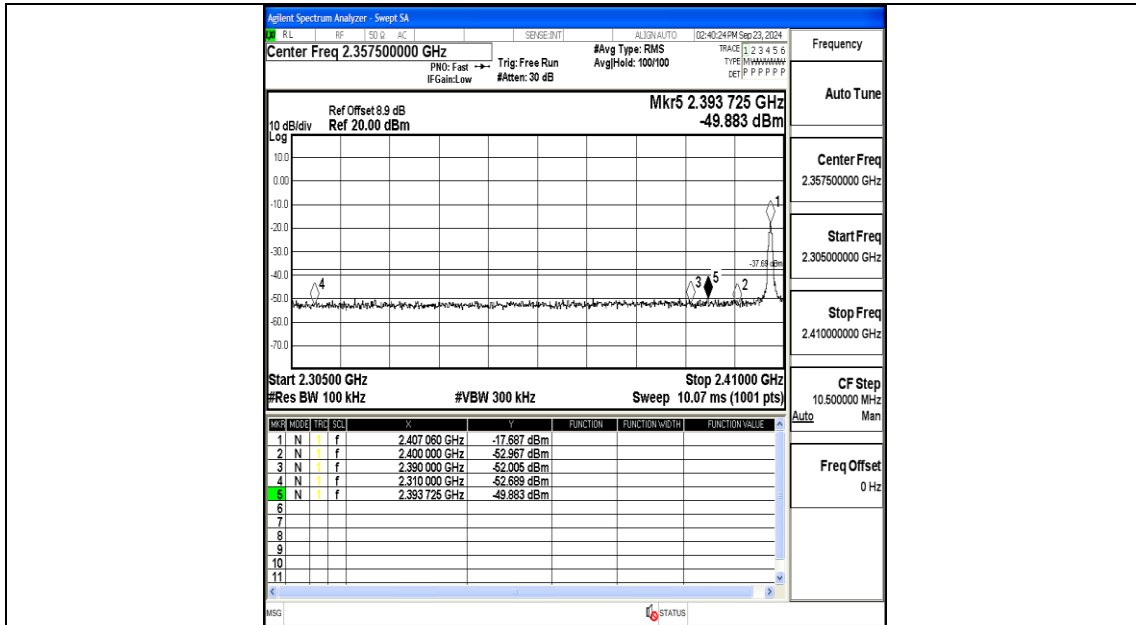 Agilent Spectrum Analyzer - Swept SA
RL RF 50 Ω AC SENSE:INT ALIGN AUTO 02:40:24 PM Sep 23, 2024
Center Freq 2.357500000 GHz
PNO: Fast
IFGain:Low
Trig: Free Run
#Atten: 30 dB
#Avg Type: RMS
Avg|Hold: 100/100
TRACE 1 2 3 4 5 6
TYPE MWWWWW
DET P P P P P P
Ref Offset 8.9 dB
10 dB/div Ref 20.00 dBm
Log
Mkr5 2.393 725 GHz
-49.883 dBm
10.0
0.00
-10.0
-20.0
-30.0
-40.0
-50.0
-60.0
-70.0
1
-37.69 dBm
4
3
5
2
Start 2.30500 GHz Stop 2.41000 GHz
#Res BW 100 kHz #VBW 300 kHz Sweep 10.07 ms (1001 pts)
MKR MODE TRC SCL X Y FUNCTION FUNCTION WIDTH FUNCTION VALUE
1 N 1 f 2.407 060 GHz -17.687 dBm
2 N 1 f 2.400 000 GHz -52.967 dBm
3 N 1 f 2.390 000 GHz -52.005 dBm
4 N 1 f 2.310 000 GHz -52.689 dBm
5 N 1 f 2.393 725 GHz -49.883 dBm
6
7
8
9
10
11
MSG STATUS
Frequency
Auto Tune
Center Freq
2.357500000 GHz
Start Freq
2.305000000 GHz
Stop Freq
2.410000000 GHz
CF Step
10.500000 MHz
Auto Man
Freq Offset
0 Hz